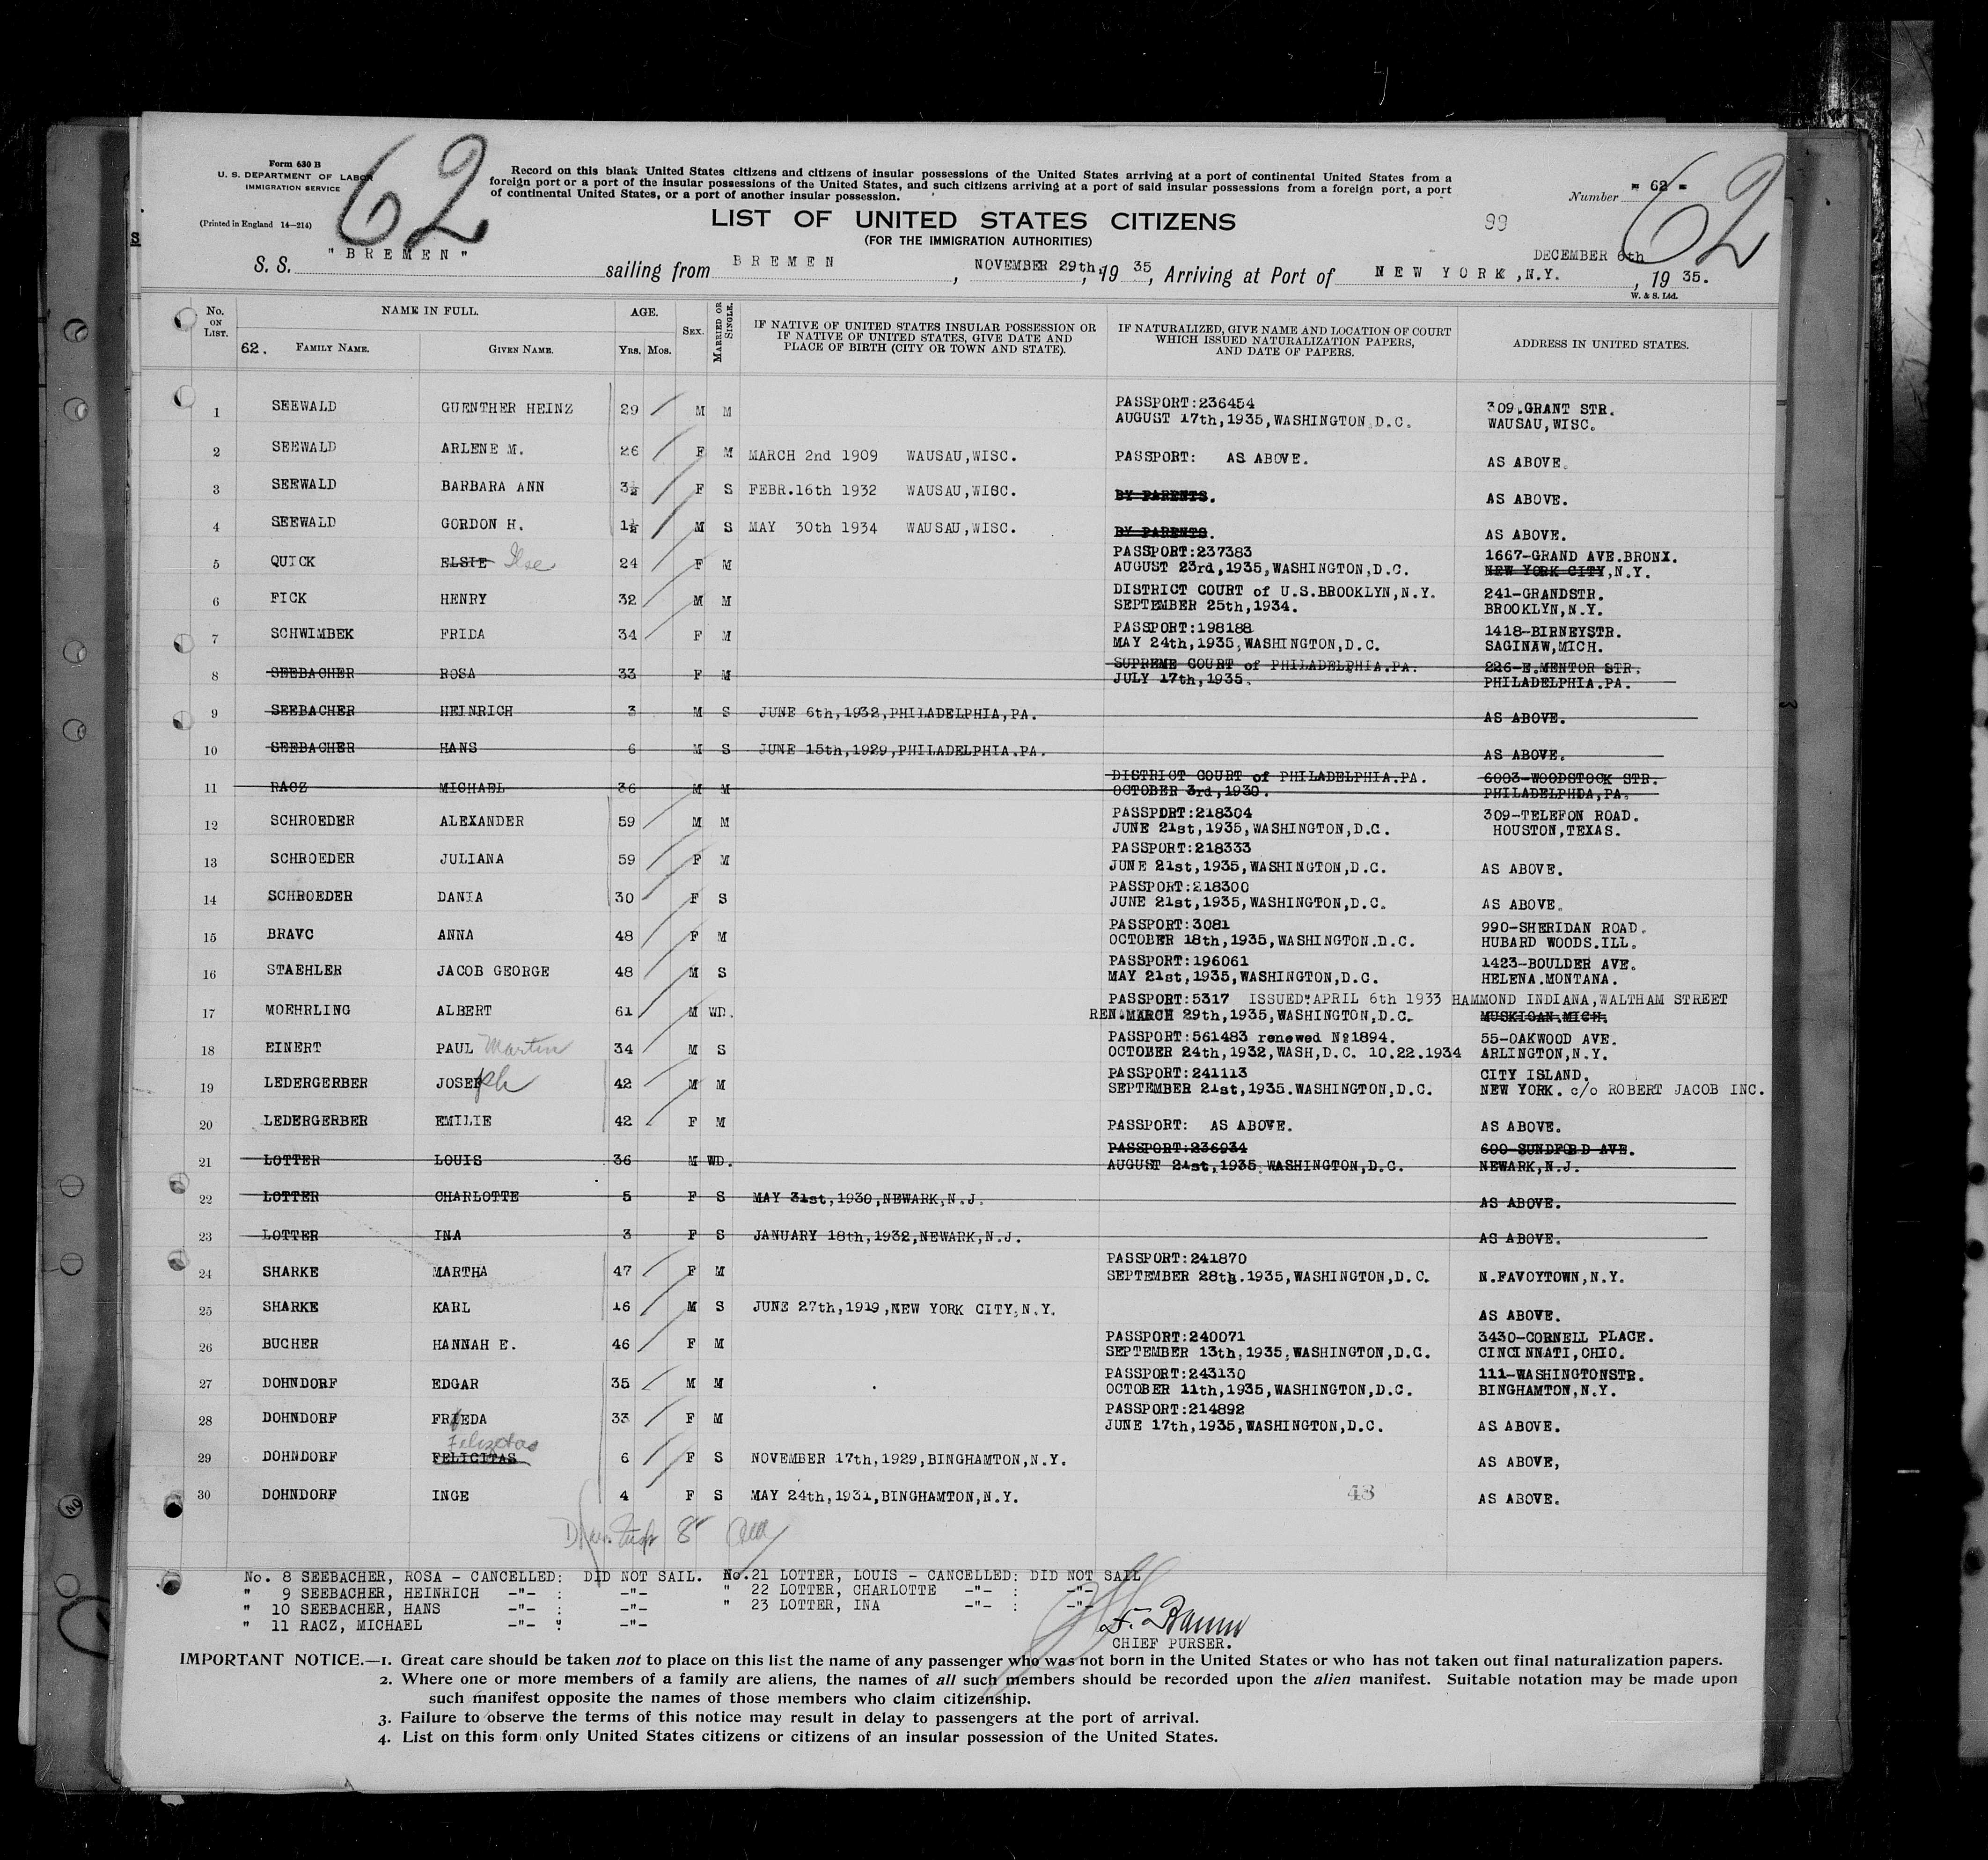 Form 630 B
U. S. DEPARTMENT OF LABOR
IMMIGRATION SERVICE
(Printed in England 14—214)
62
Record on this blank United States citizens and citizens of insular possessions of the United States arriving at a port of continental United States from a
foreign port or a port of the insular possessions of the United States, and such citizens arriving at a port of said insular possessions from a foreign port, a port
of continental United States, or a port of another insular possession.
Number = 62 =
62
LIST OF UNITED STATES CITIZENS
99
(FOR THE IMMIGRATION AUTHORITIES)
S. S. " BREMEN " sailing from BREMEN, NOVEMBER 29th, 19 35, Arriving at Port of NEW YORK, N.Y. DECEMBER 6th, 19 35.
W. & S. Ltd.
No. ON LIST. NAME IN FULL. AGE. SEX. MARRIED OR SINGLE. IF NATIVE OF UNITED STATES INSULAR POSSESSION OR IF NATIVE OF UNITED STATES, GIVE DATE AND PLACE OF BIRTH (CITY OR TOWN AND STATE). IF NATURALIZED, GIVE NAME AND LOCATION OF COURT WHICH ISSUED NATURALIZATION PAPERS, AND DATE OF PAPERS. ADDRESS IN UNITED STATES.
62. FAMILY NAME. GIVEN NAME. YRS. MOS.
1 SEEWALD GUENTHER HEINZ 29 M M PASSPORT:236454 309.GRANT STR.
AUGUST 17th,1935,WASHINGTON D.C. WAUSAU,WISC.
2 SEEWALD ARLENE M. 26 F M MARCH 2nd 1909 WAUSAU,WISC. PASSPORT: AS ABOVE. AS ABOVE.
3 SEEWALD BARBARA ANN 3½ F S FEBR.16th 1932 WAUSAU,WISC. BY PARENTS. AS ABOVE.
4 SEEWALD GORDON H. 1½ M S MAY 30th 1934 WAUSAU,WISC. BY PARENTS. AS ABOVE.
5 QUICK ELSIE Ilse 24 F M PASSPORT:237383 1667-GRAND AVE.BRONX.
AUGUST 23rd,1935,WASHINGTON,D.C. NEW YORK CITY,N.Y.
6 FICK HENRY 32 M M DISTRICT COURT of U.S.BROOKLYN,N.Y. 241-GRANDSTR.
SEPTEMBER 25th,1934. BROOKLYN,N.Y.
7 SCHWIMBEK FRIDA 34 F M PASSPORT:198188 1418-BIRNEYSTR.
MAY 24th,1935,WASHINGTON,D.C. SAGINAW,MICH.
8 SEEBACHER ROSA 33 F M SUPREME COURT of PHILADELPHIA.PA. 226-E.MENTOR STR.
JULY 17th,1935. PHILADELPHIA.PA.
9 SEEBACHER HEINRICH 3 M S JUNE 6th,1932,PHILADELPHIA,PA. AS ABOVE.
10 SEEBACHER HANS 6 M S JUNE 15th,1929,PHILADELPHIA.PA. AS ABOVE.
11 RACZ MICHAEL 36 M M DISTRICT COURT of PHILADELPHIA.PA. 6003-WOODSTOCK STR.
OCTOBER 3rd,1930. PHILADELPHDA,PA.
12 SCHROEDER ALEXANDER 59 M M PASSPDRT:218304 309-TELEFON ROAD.
JUNE 21st,1935,WASHINGTON,D.C. HOUSTON,TEXAS.
13 SCHROEDER JULIANA 59 F M PASSPORT:218333
JUNE 21st,1935,WASHINGTON,D.C. AS ABOVE.
14 SCHROEDER DANIA 30 F S PASSPORT:218300
JUNE 21st,1935,WASHINGTON,D.C. AS ABOVE.
15 BRAVC ANNA 48 F M PASSPORT:3081 990-SHERIDAN ROAD.
OCTOBER 18th,1935,WASHINGTON.D.C. HUBARD WOODS.ILL.
16 STAEHLER JACOB GEORGE 48 M S PASSPORT:196061 1423-BOULDER AVE.
MAY 21st,1935,WASHINGTON,D.C. HELENA.MONTANA.
17 MOEHRLING ALBERT 61 M WD. PASSPORT:5317 ISSUED:APRIL 6th 1933 HAMMOND INDIANA,WALTHAM STREET
REN.MARCH 29th,1935,WASHINGTON,D.C. MUSKIGAN.MICH.
18 EINERT PAUL Martin 34 M S PASSPORT:561483 renewed №1894. 55-OAKWOOD AVE.
OCTOBER 24th,1932,WASH,D.C. 10.22.1934 ARLINGTON,N.Y.
19 LEDERGERBER JOSEph 42 M M PASSPORT:241113 CITY ISLAND.
SEPTEMBER 21st,1935.WASHINGTON,D.C. NEW YORK. c/o ROBERT JACOB INC.
20 LEDERGERBER EMILIE 42 F M PASSPORT: AS ABOVE. AS ABOVE.
21 LOTTER LOUIS 36 M WD. PASSPORT:236934 600-SUNDFORD AVE.
AUGUST 21st,1935,WASHINGTON,D.C. NEWARK,N.J.
22 LOTTER CHARLOTTE 5 F S MAY 31st,1930,NEWARK,N.J. AS ABOVE.
23 LOTTER INA 3 F S JANUARY 18th,1932,NEWARK,N.J. AS ABOVE.
24 SHARKE MARTHA 47 F M PASSPORT:241870
SEPTEMBER 28th.1935,WASHINGTON,D.C. N.FAVOYTOWN,N.Y.
25 SHARKE KARL 16 M S JUNE 27th,1919,NEW YORK CITY,N.Y. AS ABOVE.
26 BUCHER HANNAH E. 46 F M PASSPORT:240071 3430-CORNELL PLACE.
SEPTEMBER 13th,1935,WASHINGTON,D.C. CINCINNATI,OHIO.
27 DOHNDORF EDGAR 35 M M PASSPORT:243130 111-WASHINGTONSTR.
OCTOBER 11th,1935,WASHINGTON,D.C. BINGHAMTON,N.Y.
28 DOHNDORF FRIEDA 33 F M PASSPORT:214892
JUNE 17th,1935,WASHINGTON,D.C. AS ABOVE.
Felizitas
29 DOHNDORF FELICITAS 6 F S NOVEMBER 17th,1929,BINGHAMTON,N.Y. AS ABOVE,
30 DOHNDORF INGE 4 F S MAY 24th,1931,BINGHAMTON,N.Y. 48 AS ABOVE.
No. 8 SEEBACHER, ROSA - CANCELLED: DID NOT SAIL. No.21 LOTTER, LOUIS - CANCELLED: DID NOT SAIL
" 9 SEEBACHER, HEINRICH -"- : -"- " 22 LOTTER, CHARLOTTE -"- : -"-
" 10 SEEBACHER, HANS -"- : -"- " 23 LOTTER, INA -"- : -"-
" 11 RACZ, MICHAEL -"- : -"-
CHIEF PURSER.
IMPORTANT NOTICE.—1. Great care should be taken not to place on this list the name of any passenger who was not born in the United States or who has not taken out final naturalization papers.
2. Where one or more members of a family are aliens, the names of all such members should be recorded upon the alien manifest. Suitable notation may be made upon
such manifest opposite the names of those members who claim citizenship.
3. Failure to observe the terms of this notice may result in delay to passengers at the port of arrival.
4. List on this form only United States citizens or citizens of an insular possession of the United States.